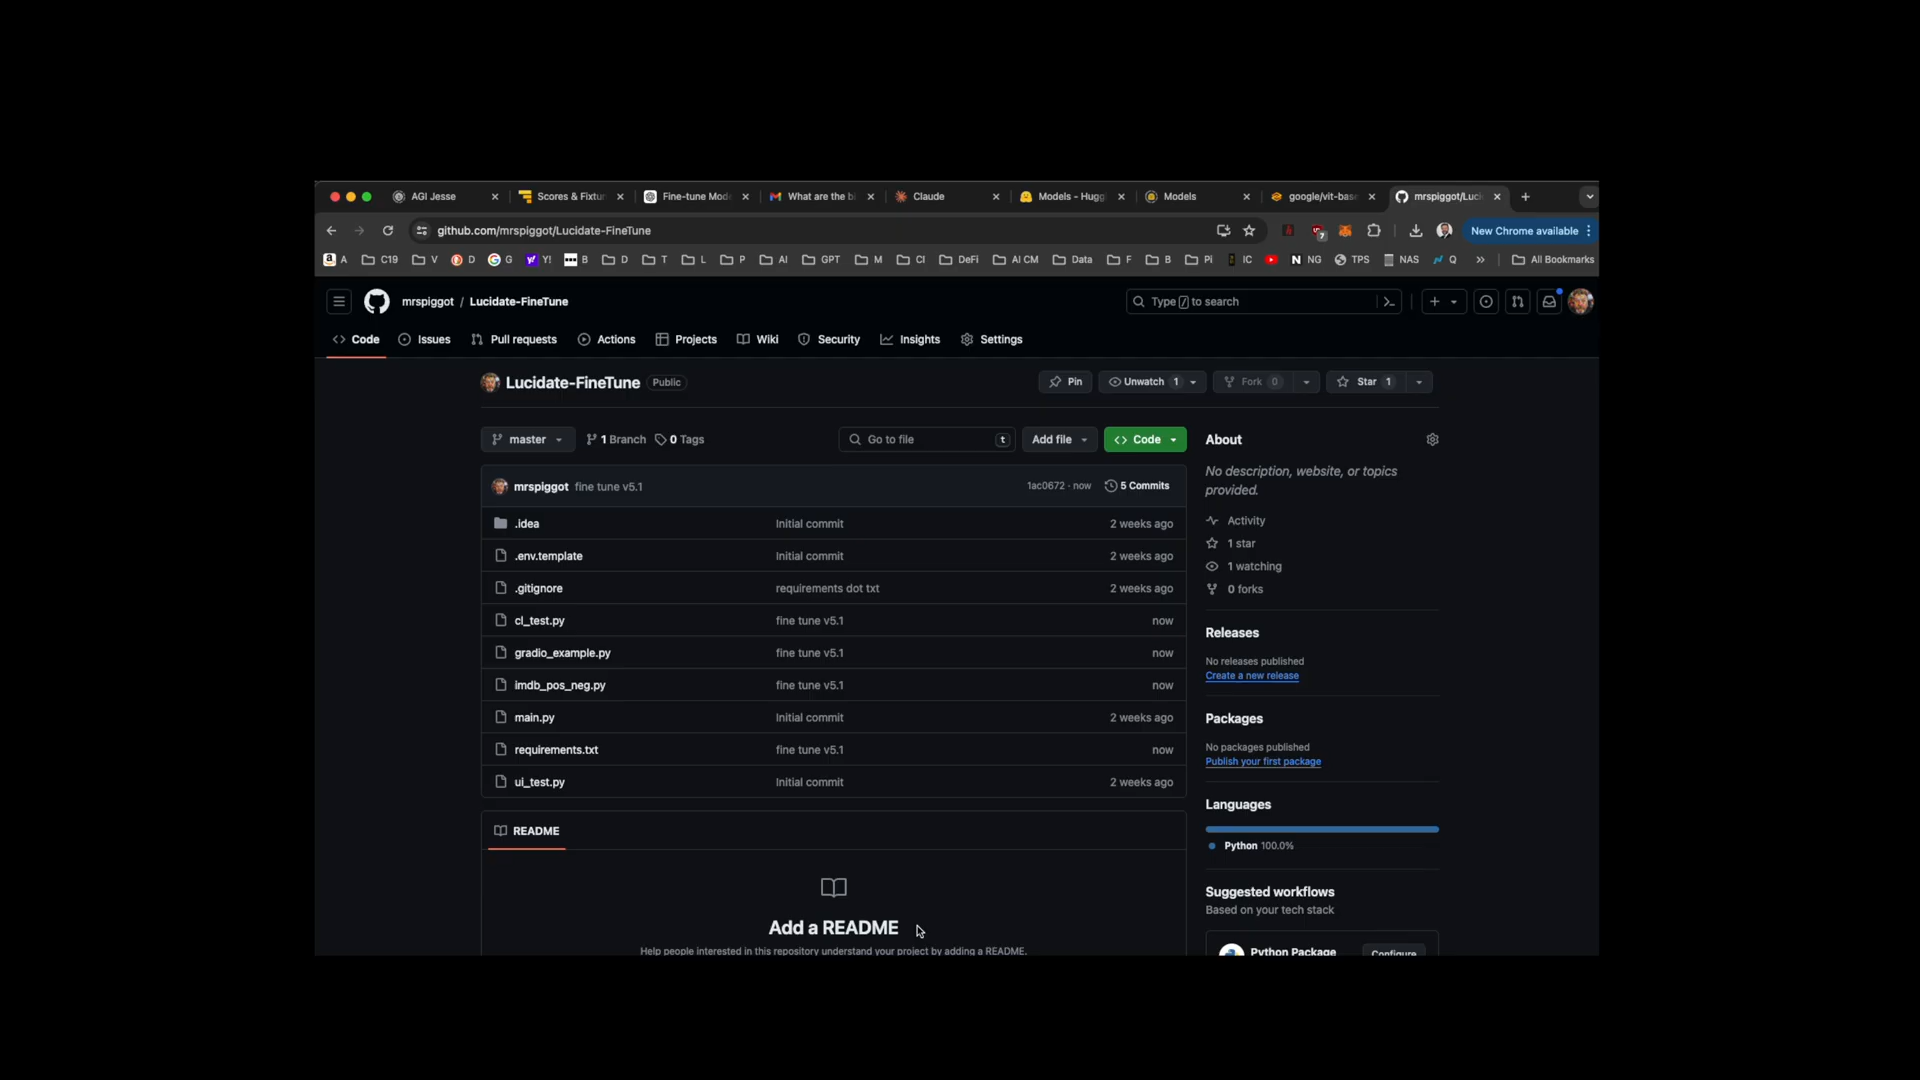 AGI Jesse
Scores & Fixtur
Fine-tune Mod
What are the bi
Claude
Models - Hugg
Models
google/vit-base
mrspiggot/Luci
github.com/mrspiggot/Lucidate-FineTune
7
New Chrome available
A C19 V D G Y! B D T L P AI GPT M CI DeFi AI CM Data F B Pi IC NG TPS NAS Q » All Bookmarks
mrspiggot / Lucidate-FineTune
Type / to search
Code Issues Pull requests Actions Projects Wiki Security Insights Settings
Lucidate-FineTune Public
Pin
Unwatch 1
Fork 0
Star 1
master
1 Branch
0 Tags
Go to file t
Add file
Code
mrspiggot fine tune v5.1 1ac0672 · now 5 Commits
.idea Initial commit 2 weeks ago
.env.template Initial commit 2 weeks ago
.gitignore requirements dot txt 2 weeks ago
cl_test.py fine tune v5.1 now
gradio_example.py fine tune v5.1 now
imdb_pos_neg.py fine tune v5.1 now
main.py Initial commit 2 weeks ago
requirements.txt fine tune v5.1 now
ui_test.py Initial commit 2 weeks ago
README
Add a README
Help people interested in this repository understand your project by adding a README.
About
No description, website, or topics
provided.
Activity
1 star
1 watching
0 forks
Releases
No releases published
Create a new release
Packages
No packages published
Publish your first package
Languages
Python 100.0%
Suggested workflows
Based on your tech stack
Python Package
Configure